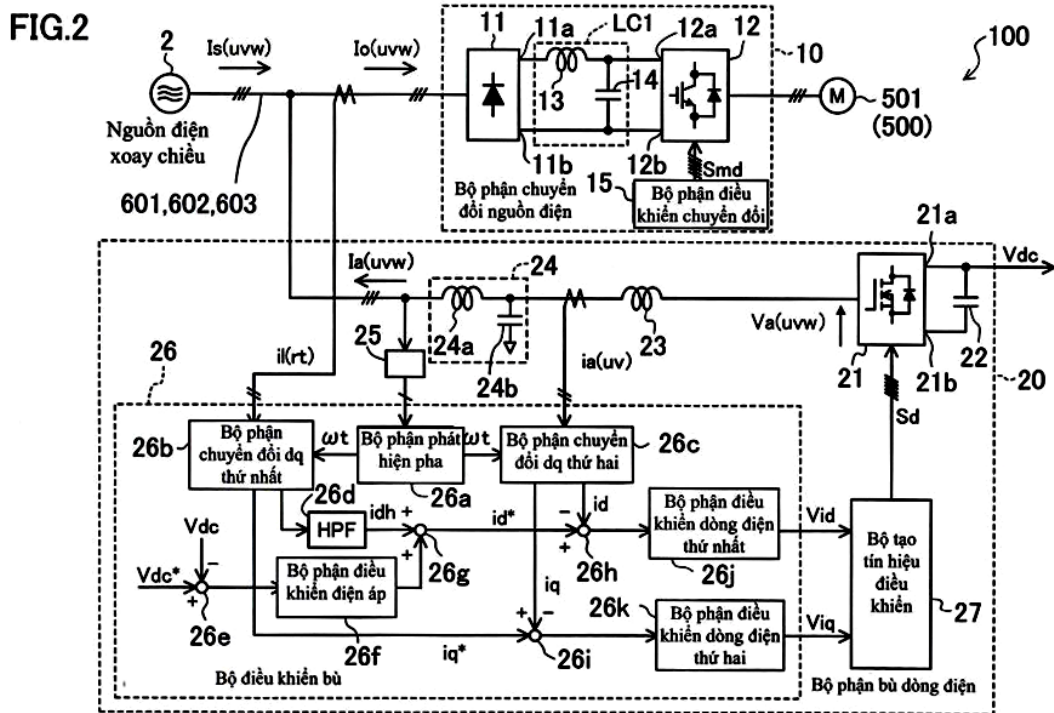 FIG.2
2
Is(uvw)
Io(uvw)
11
11a
LC1
12a
12
10
100
13
14
M
501
(500)
Nguồn điện
xoay chiều
11b
12b
Smd
601,602,603
Bộ phận chuyển
đổi nguồn điện
15
Bộ phận điều
khiển chuyển đổi
21a
Vdc
Ia(uvw)
24
24a
24b
23
Va(uvw)
22
21
21b
20
26
il(rt)
25
ia(uv)
Sd
26b
Bộ phận
chuyển đổi dq
thứ nhất
ωt
Bộ phận phát
hiện pha
ωt
Bộ phận chuyển
đổi dq thứ hai
26c
26a
26d
HPF
idh
+
+
id*
−
+
id
Bộ phận điều
khiển dòng điện
thứ nhất
Vid
Bộ tạo
tín hiệu
điều
khiển
27
Vdc
Vdc*
−
+
26e
Bộ phận điều
khiển điện áp
26f
26g
26h
26j
iq
26k
Bộ phận điều
khiển dòng điện
thứ hai
Viq
+
−
iq*
26i
Bộ điều khiển bù
Bộ phận bù dòng điện